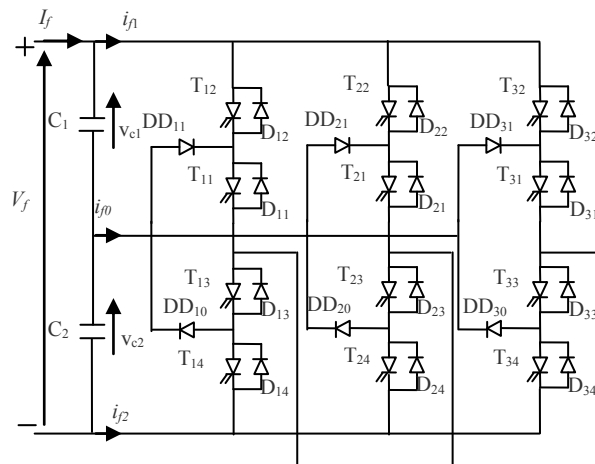 I_f i_f1
+
T_12 T_22 T_32
C_1 v_c1 DD_11 D_12 DD_21 D_22 DD_31 D_32
T_11 T_21 T_31
D_11 D_21 D_31
V_f i_f0
T_13 T_23 T_33
DD_10 D_13 DD_20 D_23 DD_30 D_33
C_2 v_c2
T_14 T_24 T_34
D_14 D_24 D_34
− i_f2